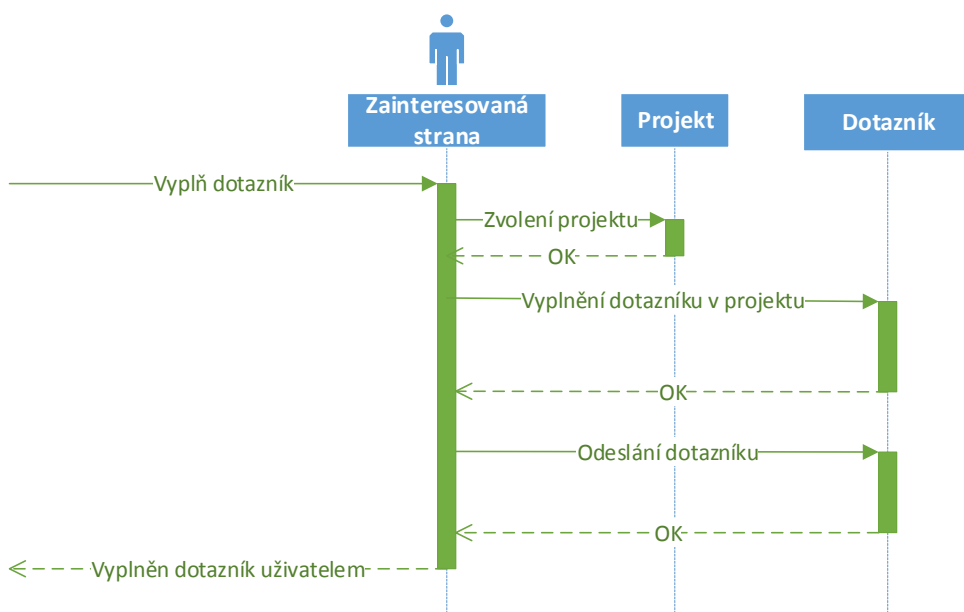 Zainteresovaná
strana
Projekt
Dotazník
Vyplň dotazník
Zvolení projektu
OK
Vyplnění dotazníku v projektu
OK
Odeslání dotazníku
OK
Vyplněn dotazník uživatelem